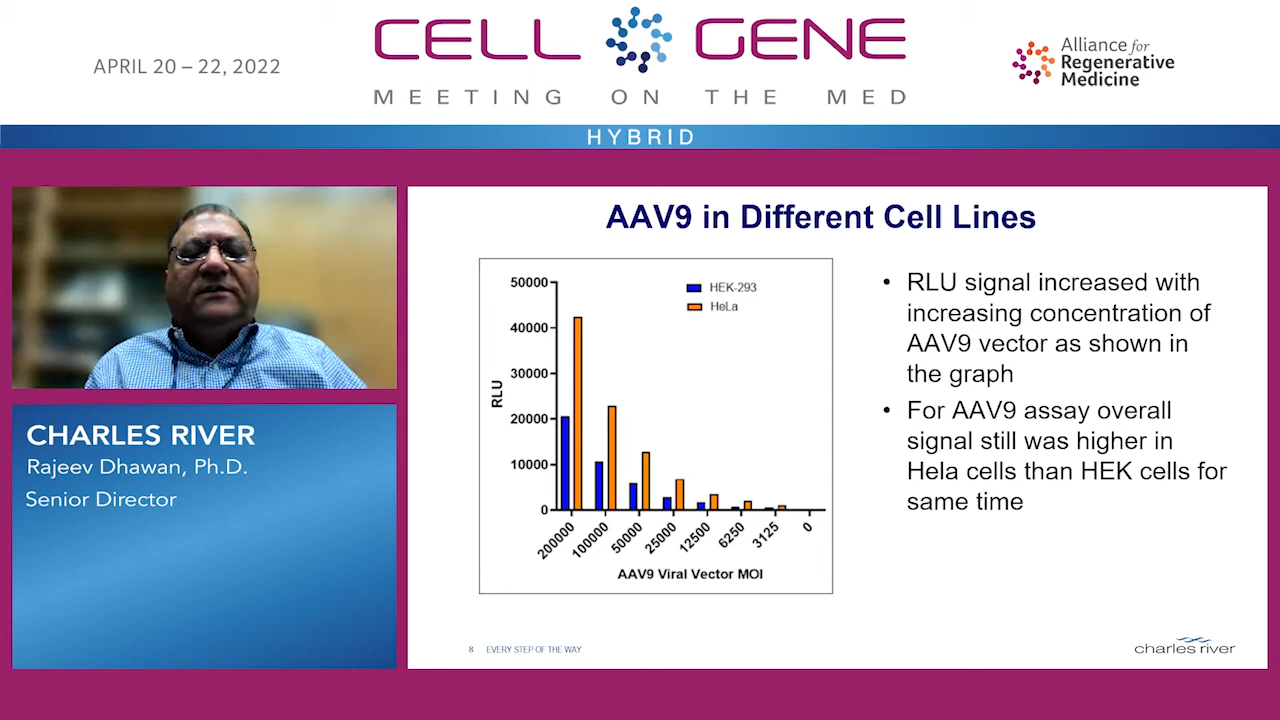 APRIL 20 – 22, 2022
CELL GENE
MEETING ON THE MED
Alliance for
Regenerative
Medicine
HYBRID
CHARLES RIVER
Rajeev Dhawan, Ph.D.
Senior Director
AAV9 in Different Cell Lines
50000
40000
30000
20000
10000
0
RLU
HEK-293
HeLa
200000
100000
50000
25000
12500
6250
3125
0
AAV9 Viral Vector MOI
• RLU signal increased with
increasing concentration of
AAV9 vector as shown in
the graph
• For AAV9 assay overall
signal still was higher in
Hela cells than HEK cells for
same time
8 EVERY STEP OF THE WAY
charles river